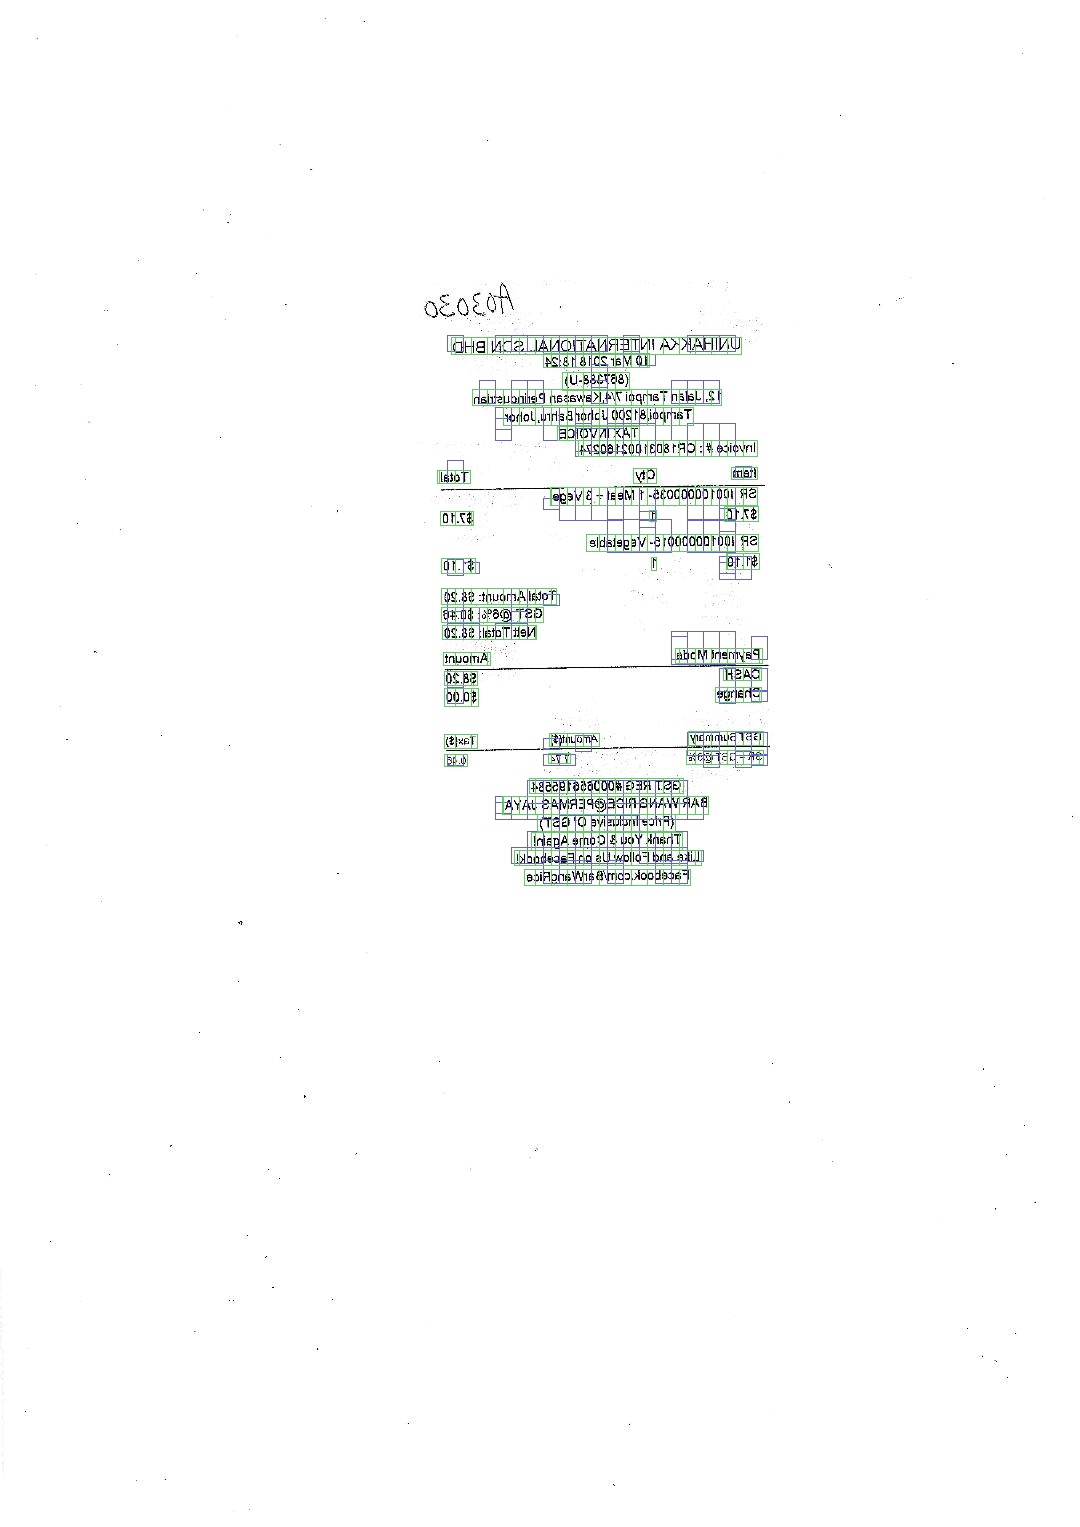 A03030
UNIHAKKA INTERNATIONAL SDN BHD
10 Mar 2018 18:24
(867388-U)
12, Jalan Tampoi 7/4,Kawasan Perindustrian
Tampoi,81200 Johor Bahru, Johor
TAX INVOICE
Invoice # : OR18031002160274
Item Qty Total
SR I00100000035- 1 Meat + 3 Vege
$7.10 1 $7.10
SR I00100000015- Vegetable
$1.10 1 $1.10
Total Amount: $8.20
GST @6%: $0.46
Nett Total: $8.20
Payment Mode Amount
CASH $8.20
Change $0.00
GST Summary Amount($) Tax($)
SR = GST @6% 7.74 0.46
GST REG #000656195584
BAR WANG RICE@PERMAS JAYA
(Price Inclusive Of GST)
Thank You & Come Again!
Like and Follow Us on Facebook!
Facebook.com/BarWangRice